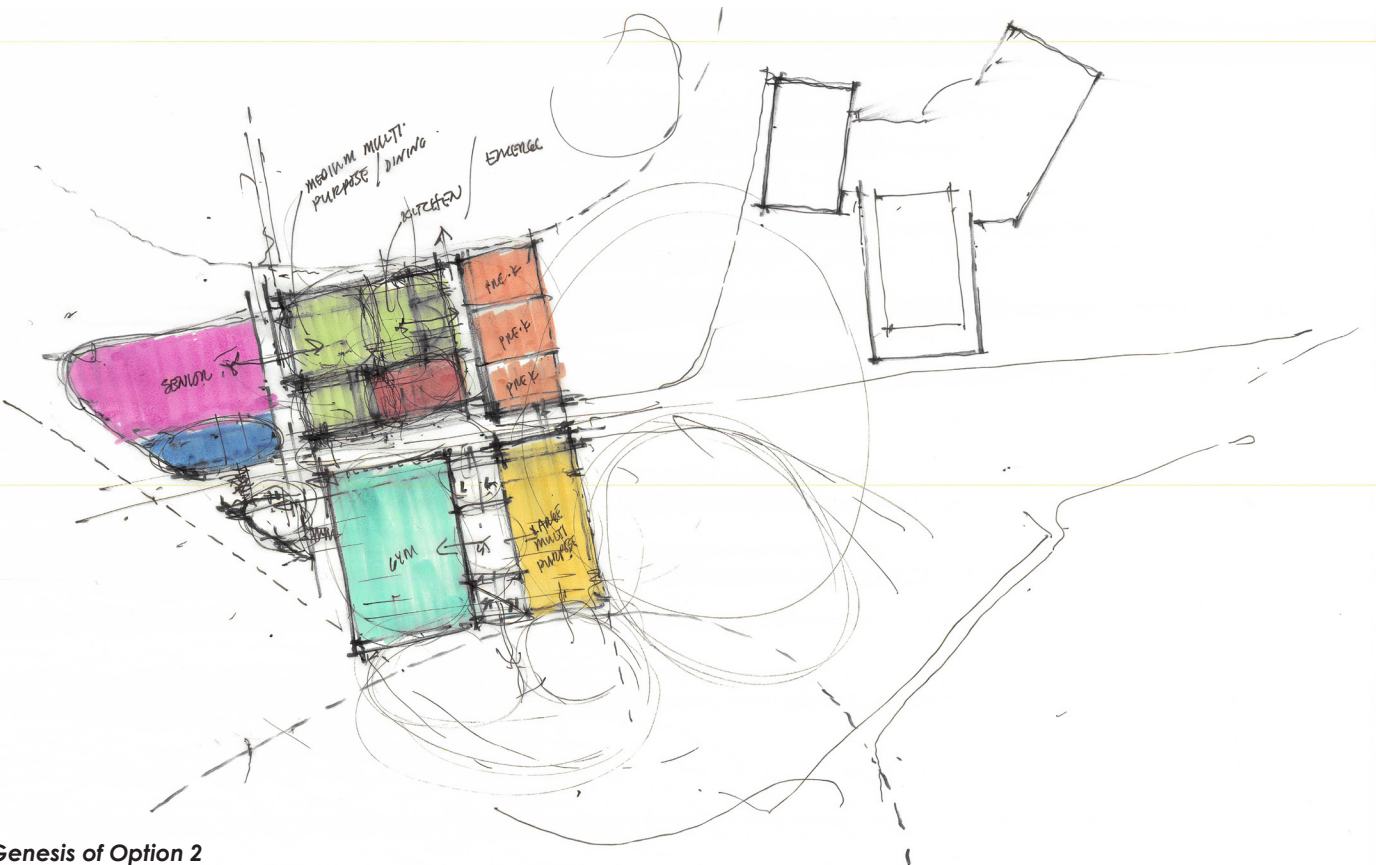 MEDIUM MULTI.
PURPOSE / DINING
KITCHEN
PRE-K
PRE-K
PRE-K
SENIOR
GYM
LARGE
MULTI
PURPOSE
Genesis of Option 2